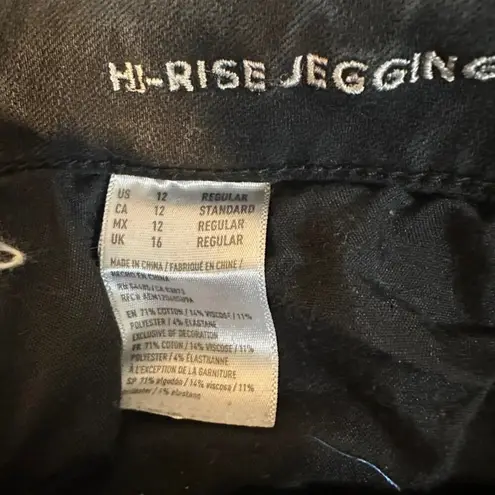 HI-RISE JEGGING
US 12 REGULAR
CA 12 STANDARD
MX 12 REGULAR
UK 16 REGULAR
MADE IN CHINA / FABRIQUÉ EN CHINE /
HECHO EN CHINA
EN 71% COTTON / 14% VISCOSE / 11%
POLYESTER / 4% ELASTANE
EXCLUSIVE OF DECORATION
FR 71% COTON / 14% VISCOSE / 11%
POLYESTER / 4% ÉLASTHANNE
À L'EXCEPTION DE LA GARNITURE
SP 71% algodón / 14% viscosa / 11%
4% elastano